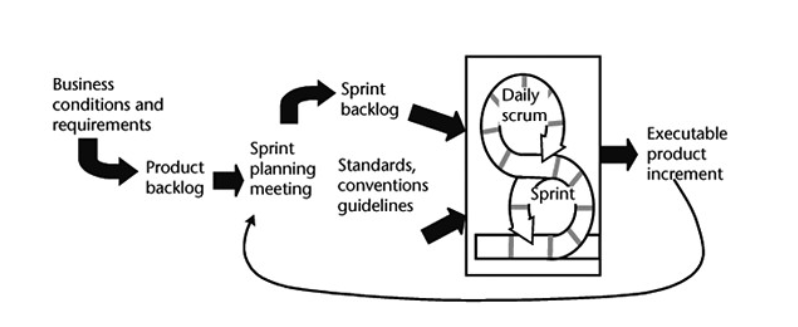 Business
conditions and
requirements
Product
backlog
Sprint
planning
meeting
Sprint
backlog
Standards,
conventions
guidelines
Daily
scrum
Sprint
Executable
product
increment